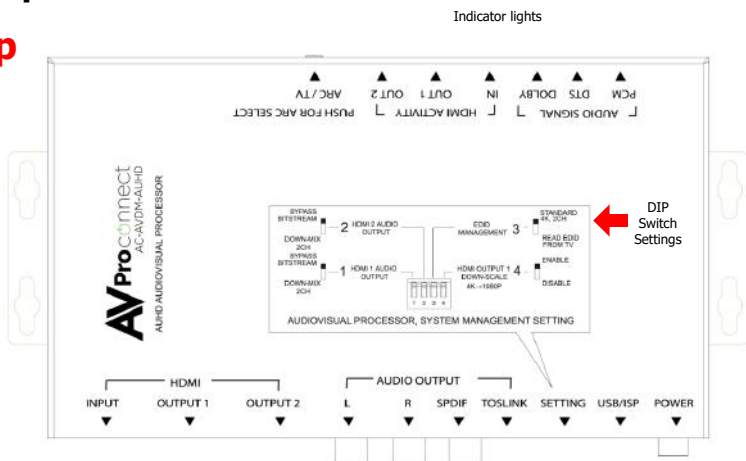 Indicator lights
p
ARC / TV OUT 2 OUT 1 IN DOLBY DTS PCM
PUSH FOR ARC SELECT HDMI ACTIVITY AUDIO SIGNAL
AVProconnect
AC-AVDM-AUHD
AUHD AUDIOVISUAL PROCESSOR
BYPASS
BITSTREAM
2 HDMI 2 AUDIO
OUTPUT
DOWN-MIX
2CH
EDID
MANAGEMENT 3
STANDARD
4K, 2CH
READ EDID
FROM TV
BYPASS
BITSTREAM
1 HDMI 1 AUDIO
OUTPUT
DOWN-MIX
2CH
HDMI OUTPUT 1
DOWN-SCALE
4K→1080P
4
ENABLE
DISABLE
1 2 3 4
AUDIOVISUAL PROCESSOR, SYSTEM MANAGEMENT SETTING
DIP
Switch
Settings
HDMI AUDIO OUTPUT
INPUT OUTPUT 1 OUTPUT 2 L R SPDIF TOSLINK SETTING USB/ISP POWER